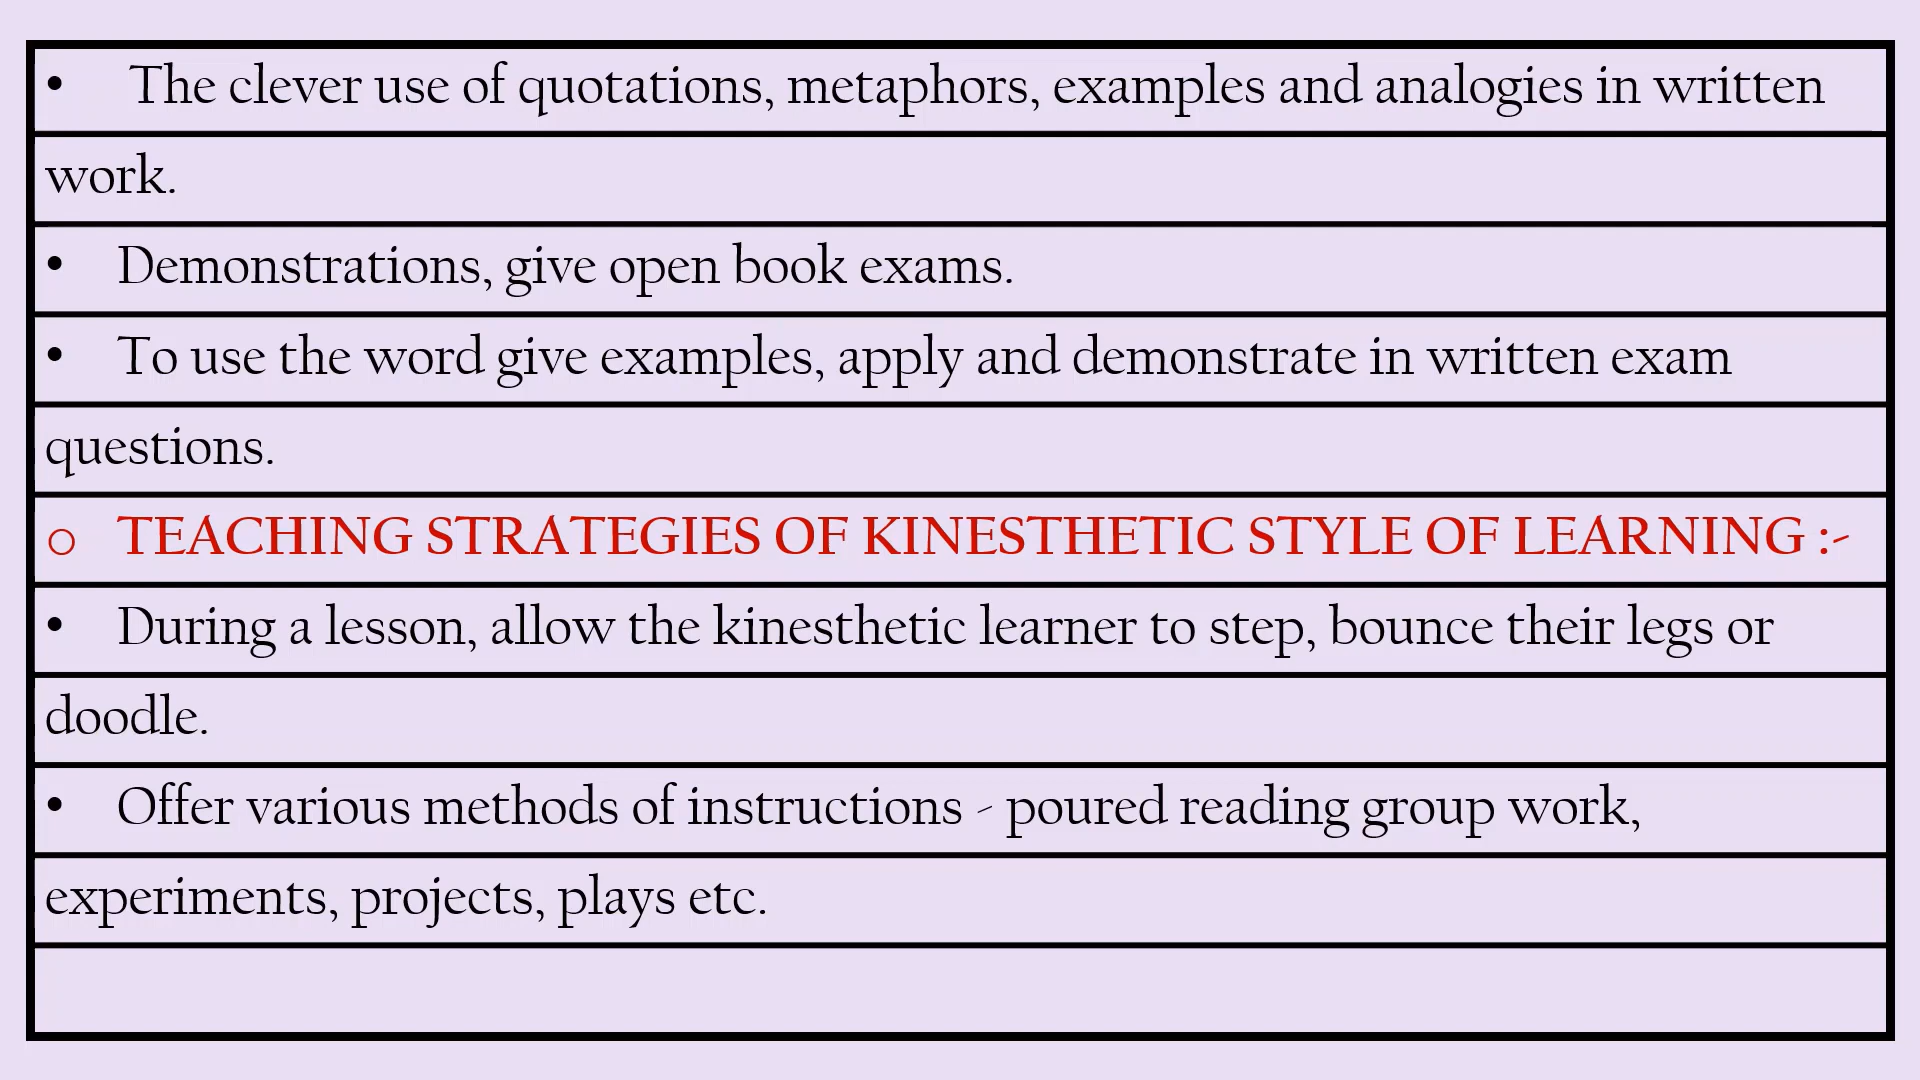 • The clever use of quotations, metaphors, examples and analogies in written
work.
• Demonstrations, give open book exams.
• To use the word give examples, apply and demonstrate in written exam
questions.
o TEACHING STRATEGIES OF KINESTHETIC STYLE OF LEARNING :-
• During a lesson, allow the kinesthetic learner to step, bounce their legs or
doodle.
• Offer various methods of instructions - poured reading group work,
experiments, projects, plays etc.